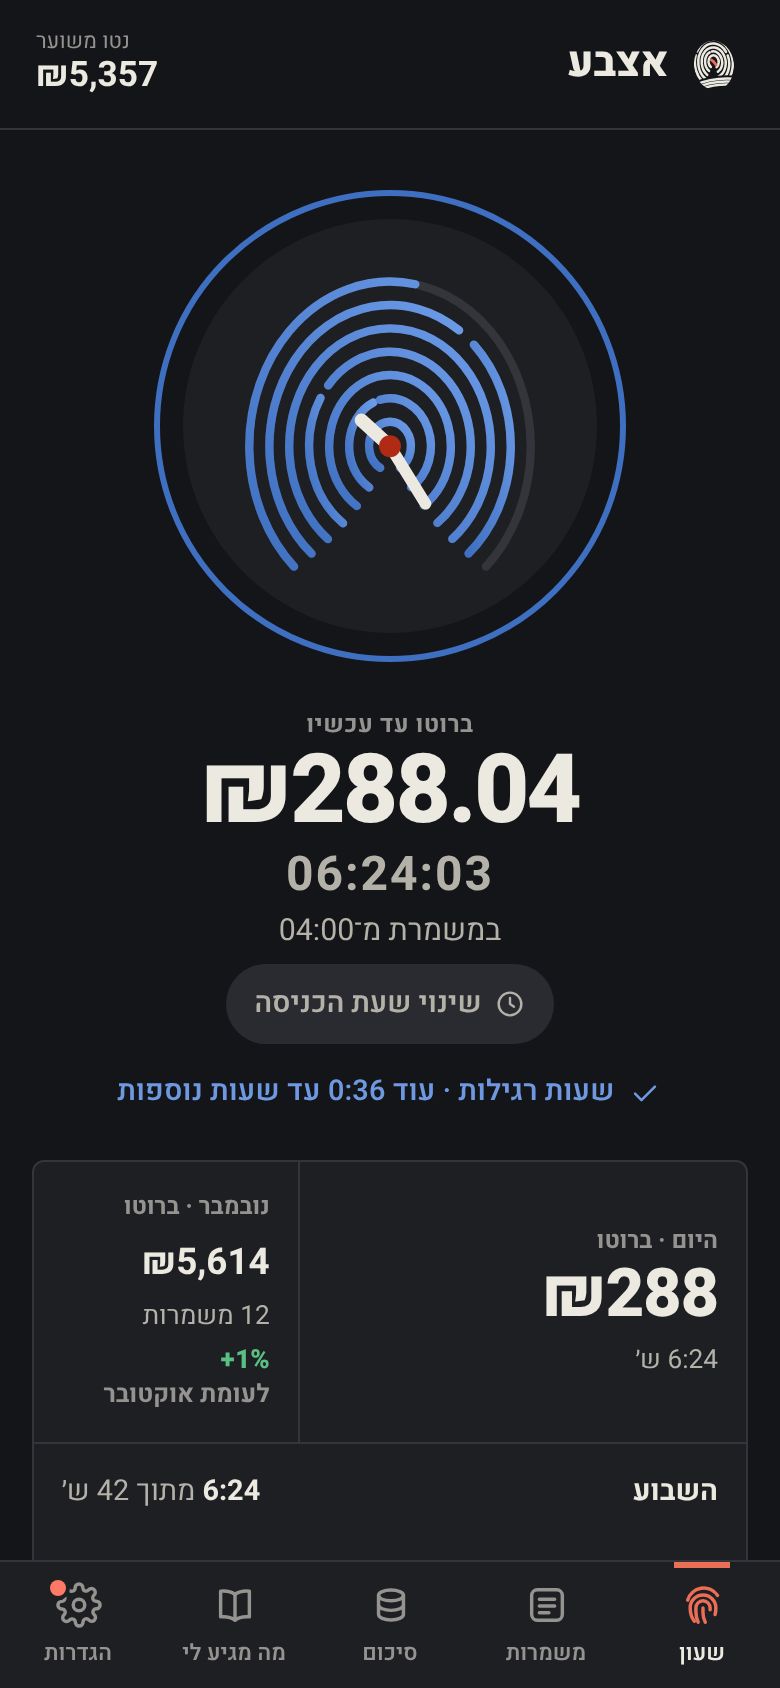 אצבע
נטו משוער
₪5,357
ברוטו עד עכשיו
₪288.04
06:24:03
במשמרת מ־04:00
שינוי שעת הכניסה
שעות רגילות · עוד 0:36 עד שעות נוספות
היום · ברוטו
₪288
6:24 ש׳
נובמבר · ברוטו
₪5,614
12 משמרות
+1%
לעומת אוקטובר
השבוע
6:24 מתוך 42 ש׳
שעון
משמרות
סיכום
מה מגיע לי
הגדרות